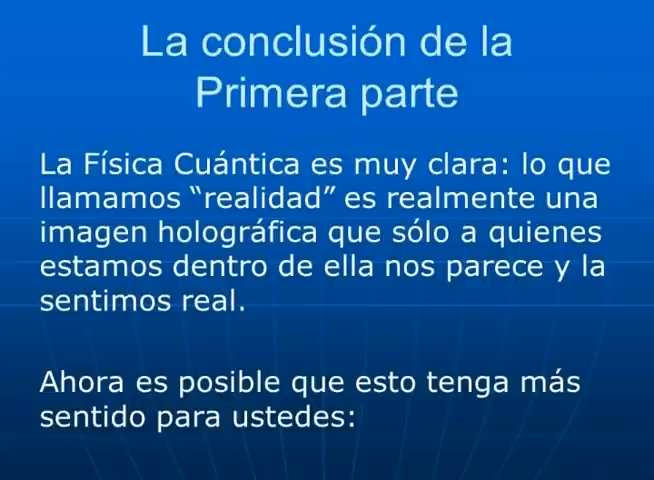 La conclusión de la
Primera parte
La Física Cuántica es muy clara: lo que
llamamos “realidad” es realmente una
imagen holográfica que sólo a quienes
estamos dentro de ella nos parece y la
sentimos real.
Ahora es posible que esto tenga más
sentido para ustedes: